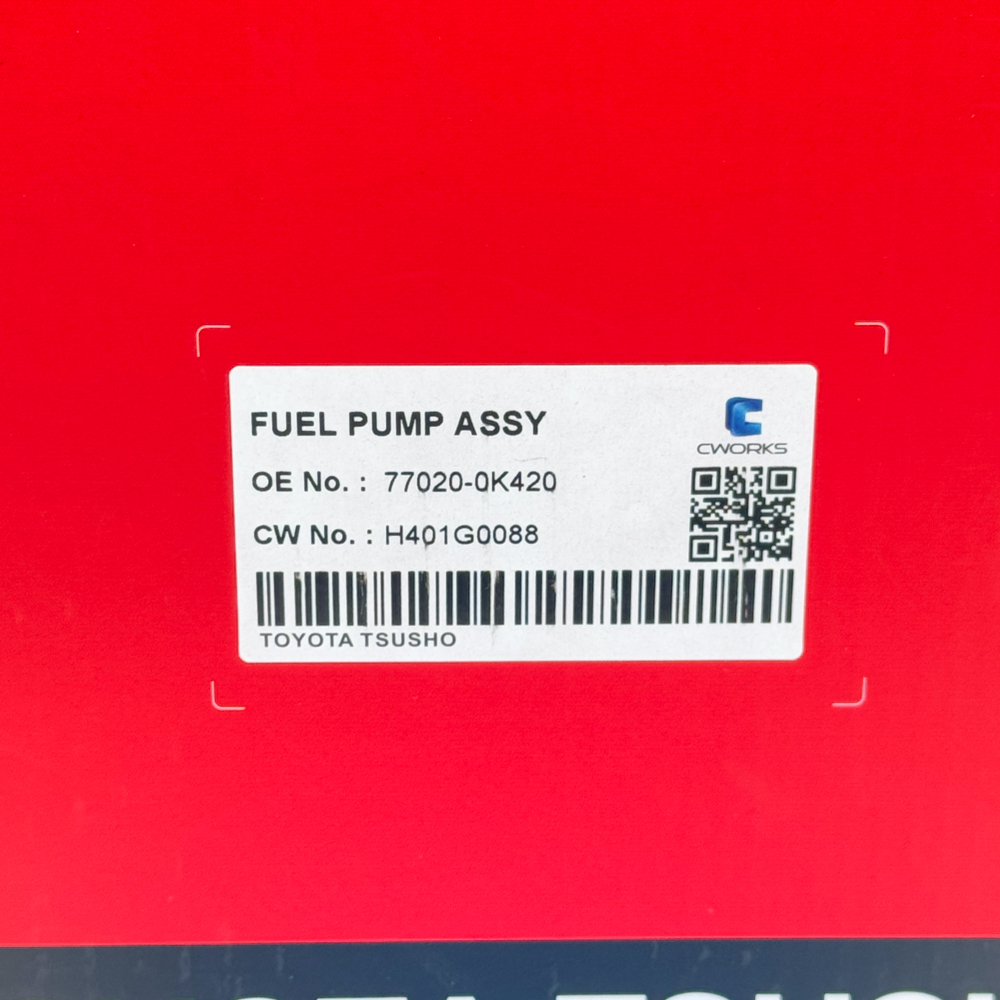 FUEL PUMP ASSY
CWORKS
OE No. : 77020-0K420
CW No. : H401G0088
TOYOTA TSUSHO